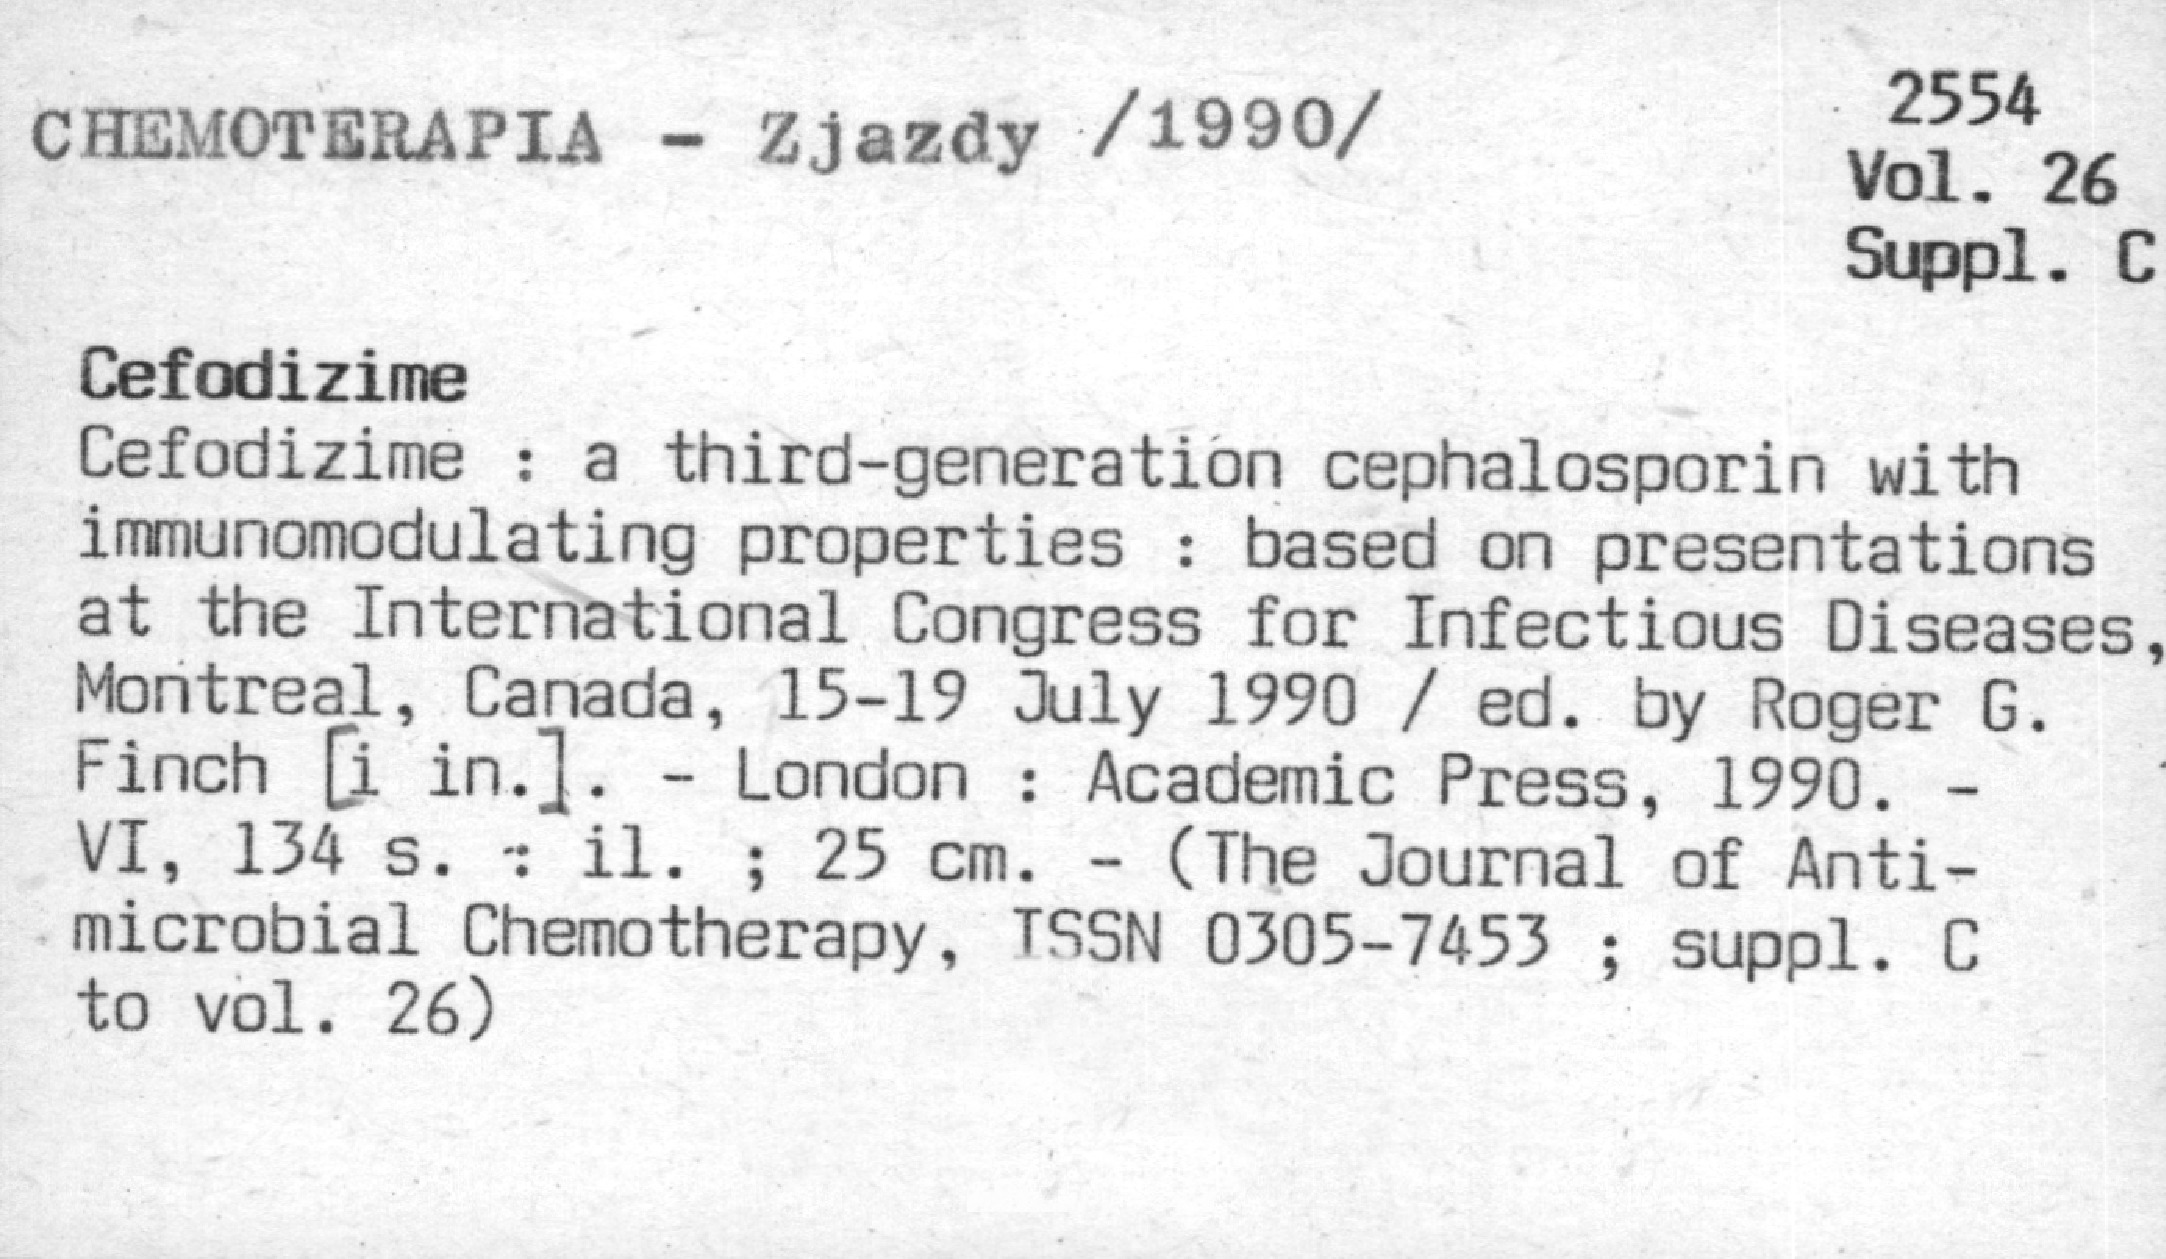 CHEMOTERAPIA - Zjazdy /1990/
2554
Vol. 26
Suppl. C
Cefodizime
Cefodizime : a third-generation cephalosporin with
immunomodulating properties : based on presentations
at the International Congress for Infectious Diseases,
Montreal, Canada, 15-19 July 1990 / ed. by Roger G.
Finch [i in.]. - London : Academic Press, 1990. -
VI, 134 s. : il. ; 25 cm. - (The Journal of Anti-
microbial Chemotherapy, ISSN 0305-7453 ; suppl. C
to vol. 26)